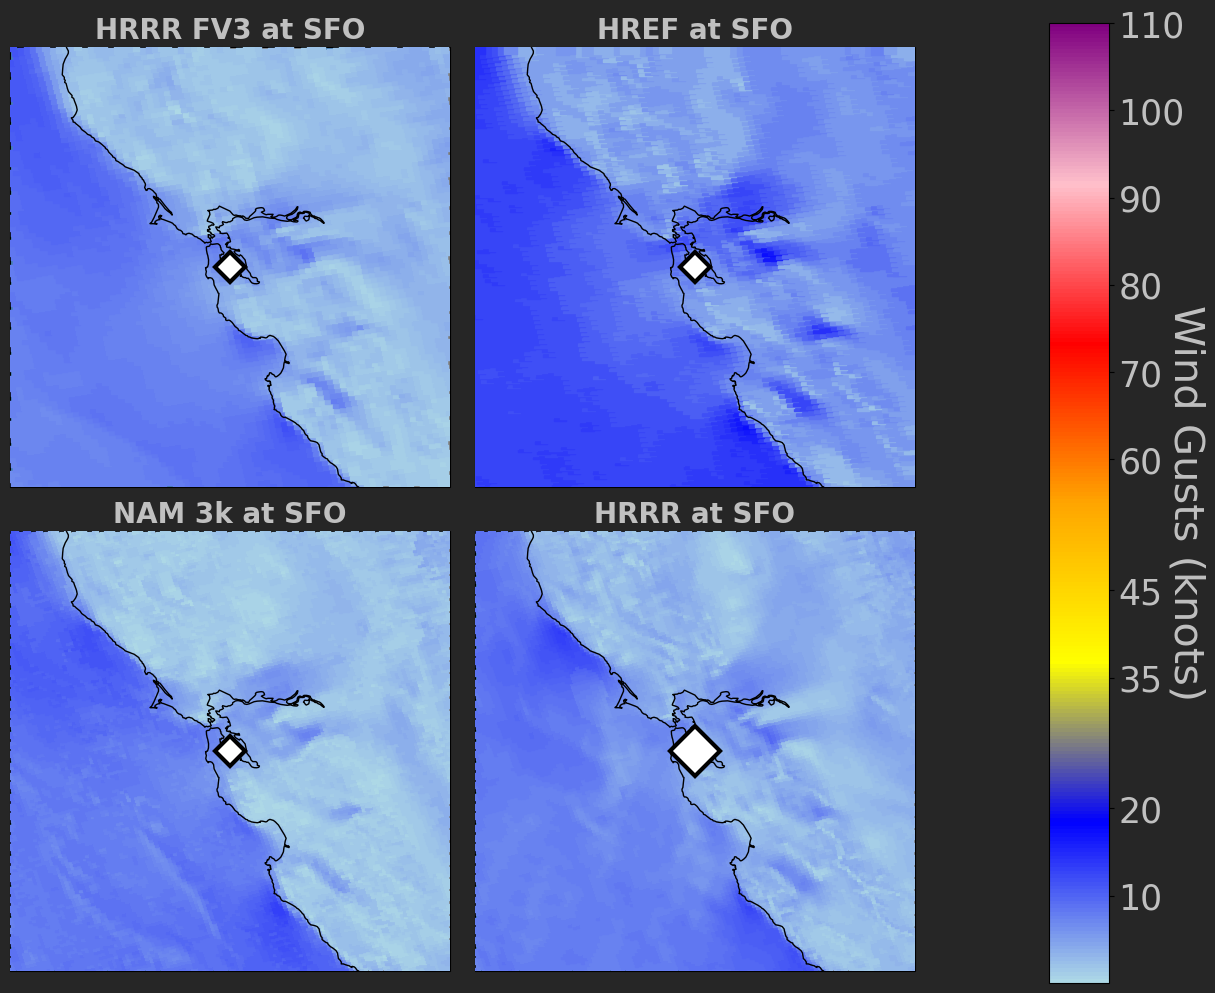 HRRR FV3 at SFO
HREF at SFO
NAM 3k at SFO
HRRR at SFO
110
100
90
80
70
60
45
35
20
10
Wind Gusts (knots)